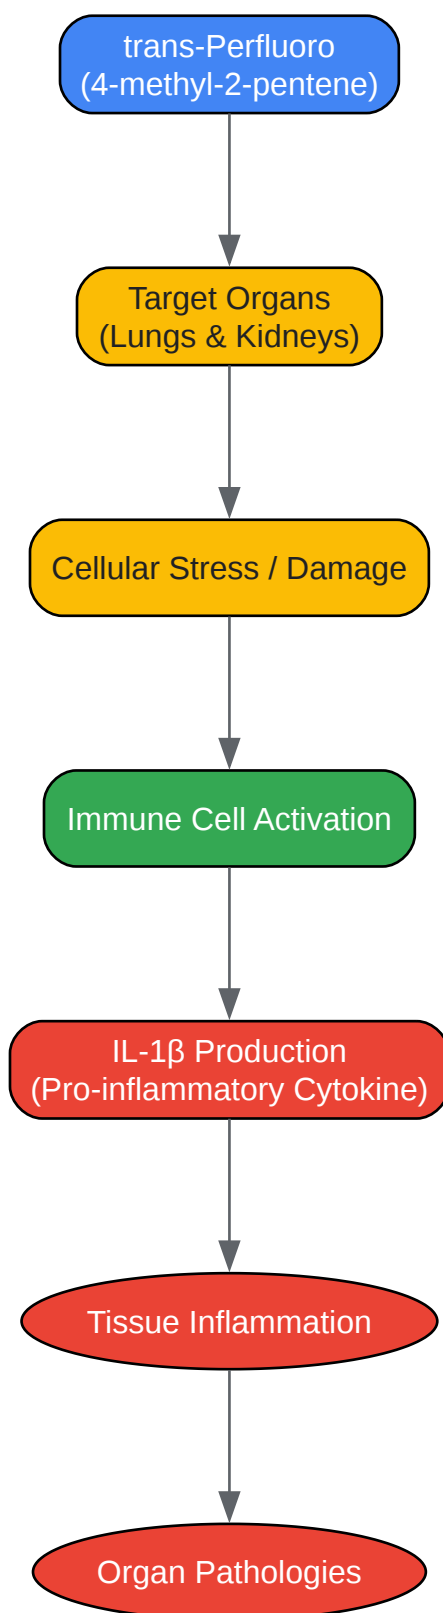 trans-Perfluoro
(4-methyl-2-pentene)
Target Organs
(Lungs & Kidneys)
Cellular Stress / Damage
Immune Cell Activation
IL-1β Production
(Pro-inflammatory Cytokine)
Tissue Inflammation
Organ Pathologies